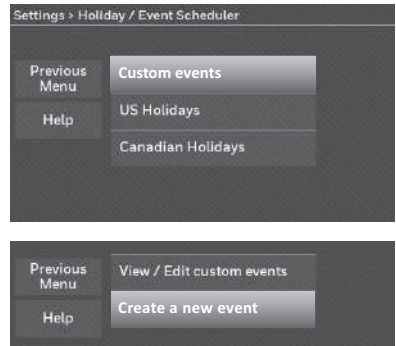 Settings > Holiday / Event Scheduler
Previous
Menu
Custom events
Help
US Holidays
Canadian Holidays
Previous
Menu
View / Edit custom events
Help
Create a new event